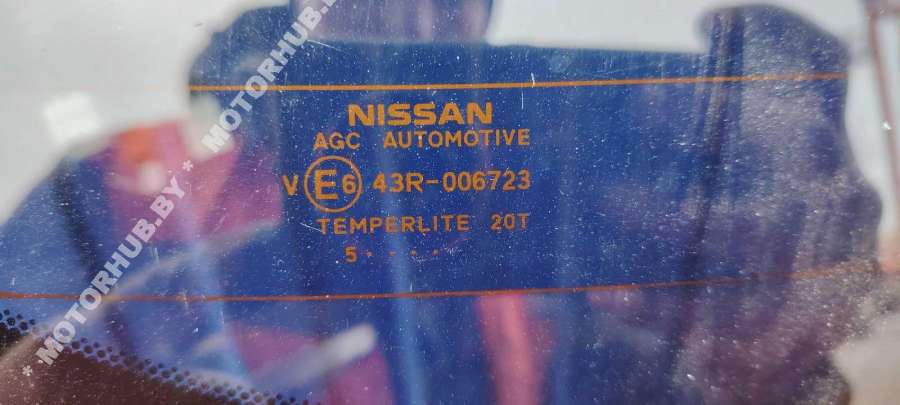 NISSAN
AGC AUTOMOTIVE
V E6 43R-006723
TEMPERLITE 20T
5 · · · · ·
* MOTORHUB.BY * MOTORHUB.BY